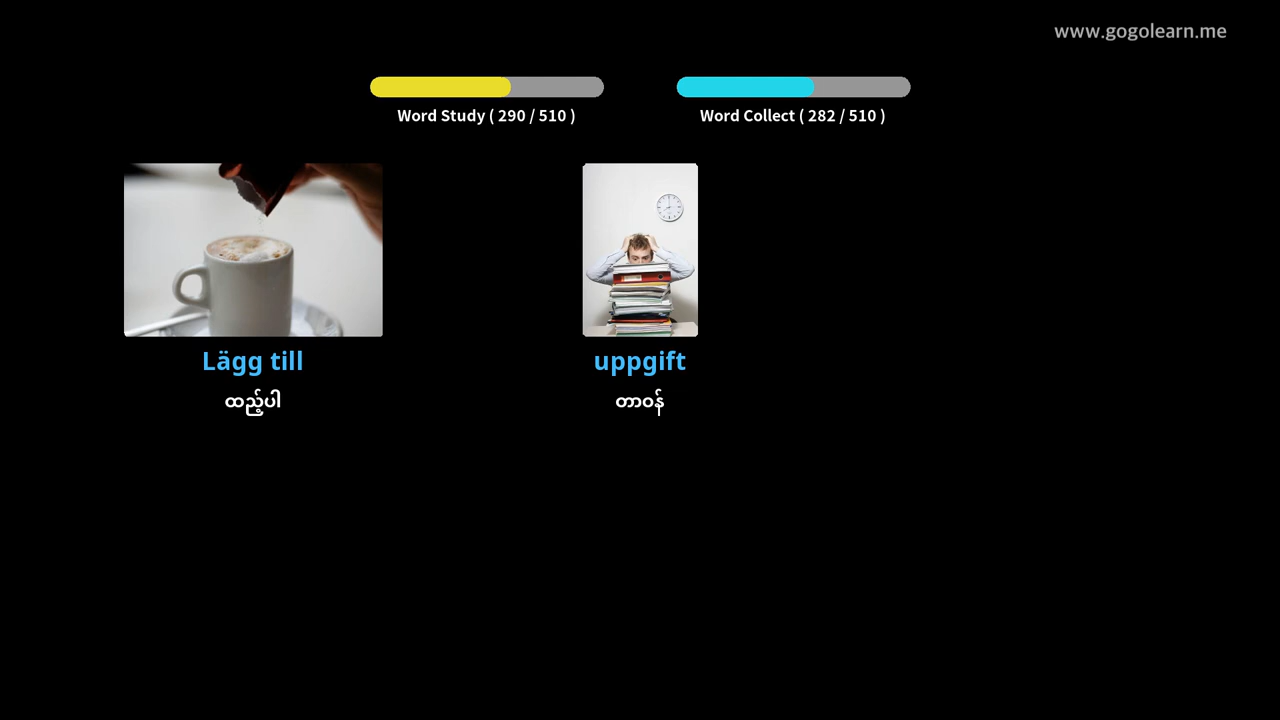 www.gogolearn.me
Word Study ( 290 / 510 )
Word Collect ( 282 / 510 )
Lägg till
uppgift
ထည့်ပါ
တာဝန်